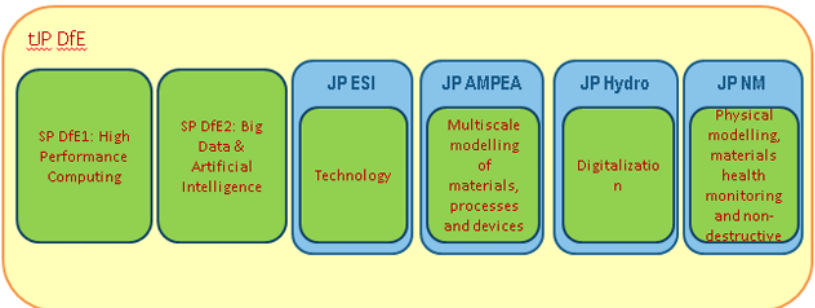 tJP DfE
SP DfE1: High
Performance
Computing
SP DfE2: Big
Data &
Artificial
Intelligence
JP ESI
Technology
JP AMPEA
Multiscale
modelling
of
materials,
processes
and devices
JP Hydro
Digitalizatio
n
JP NM
Physical
modelling,
materials
health
monitoring
and non-
destructive